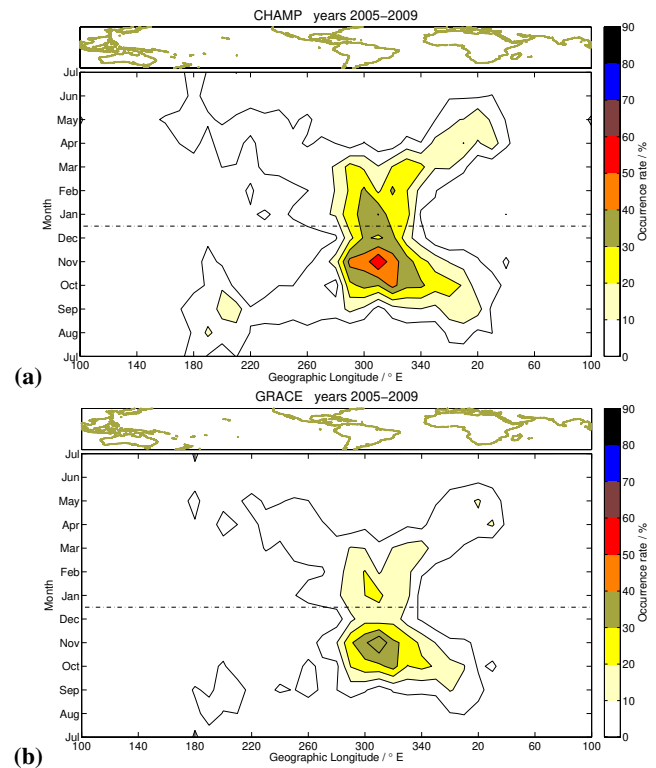 CHAMP years 2005−2009
Jul
Jun
May
Apr
Mar
Feb
Jan
Dec
Nov
Oct
Sep
Aug
Jul
Month
100 140 180 220 260 300 340 20 60 100
Geographic Longitude / ° E
90
80
70
60
50
40
30
20
10
0
Occurrence rate / %
(a)
GRACE years 2005−2009
Jul
Jun
May
Apr
Mar
Feb
Jan
Dec
Nov
Oct
Sep
Aug
Jul
Month
100 140 180 220 260 300 340 20 60 100
Geographic Longitude / ° E
90
80
70
60
50
40
30
20
10
0
Occurrence rate / %
(b)